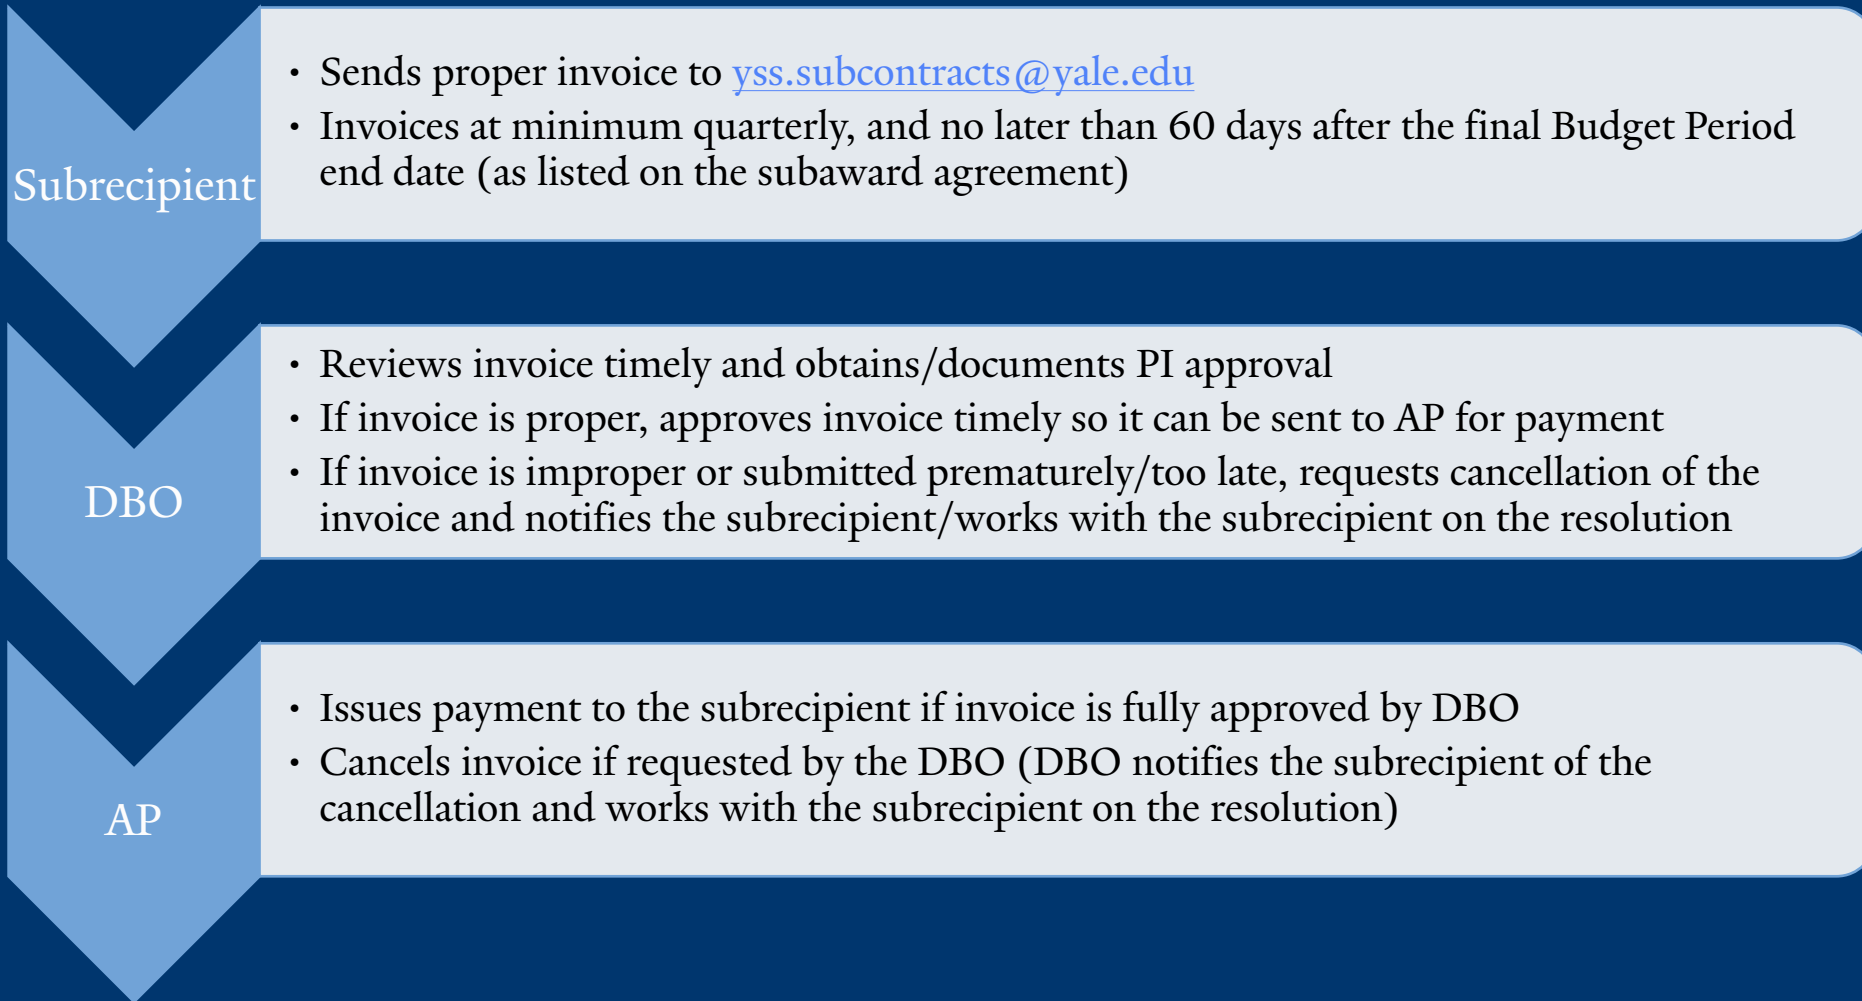 Subrecipient
• Sends proper invoice to yss.subcontracts@yale.edu
• Invoices at minimum quarterly, and no later than 60 days after the final Budget Period
end date (as listed on the subaward agreement)
DBO
• Reviews invoice timely and obtains/documents PI approval
• If invoice is proper, approves invoice timely so it can be sent to AP for payment
• If invoice is improper or submitted prematurely/too late, requests cancellation of the
invoice and notifies the subrecipient/works with the subrecipient on the resolution
AP
• Issues payment to the subrecipient if invoice is fully approved by DBO
• Cancels invoice if requested by the DBO (DBO notifies the subrecipient of the
cancellation and works with the subrecipient on the resolution)